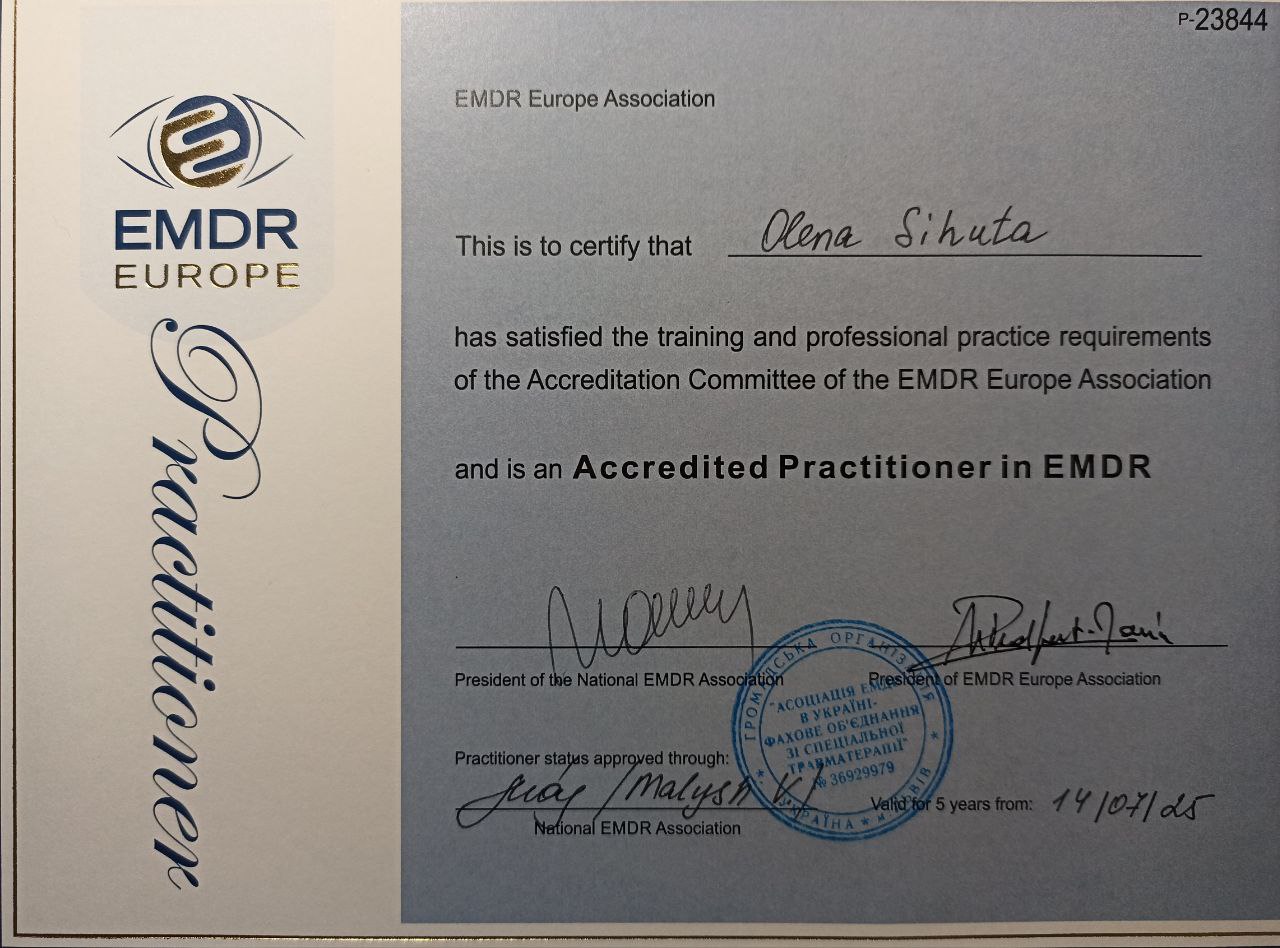 P-23844
EMDR
EUROPE
Practitioner
EMDR Europe Association
This is to certify that Olena Sihuta
has satisfied the training and professional practice requirements
of the Accreditation Committee of the EMDR Europe Association
and is an Accredited Practitioner in EMDR
President of the National EMDR Association
President of EMDR Europe Association
ГРОМАДСЬКА ОРГАНІЗАЦІЯ
"АСОЦІАЦІЯ ЕМДР
В УКРАЇНІ-
ФАХОВЕ ОБ'ЄДНАННЯ
ЗІ СПЕЦІАЛЬНОЇ
ТРАВМАТЕРАПІЇ"
№ 36929979
* УКРАЇНА * м. ЛЬВІВ *
Practitioner status approved through:
/Malysh V/
National EMDR Association
Valid for 5 years from: 14/07/25